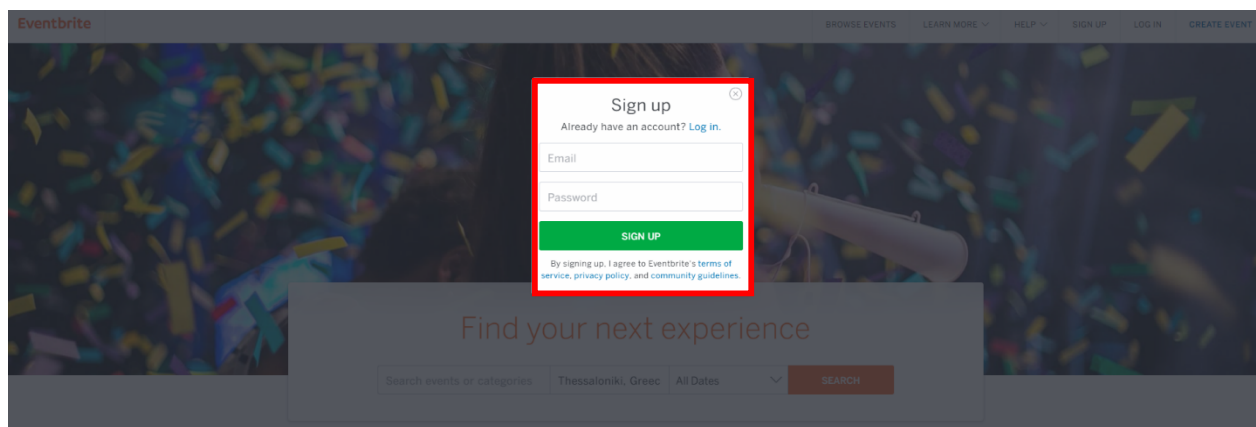 Eventbrite
BROWSE EVENTS LEARN MORE HELP SIGN UP LOG IN CREATE EVENT
Sign up
Already have an account? Log in.
Email
Password
SIGN UP
By signing up, I agree to Eventbrite's terms of
service, privacy policy, and community guidelines.
Find your next experience
Search events or categories Thessaloniki, Greec All Dates SEARCH